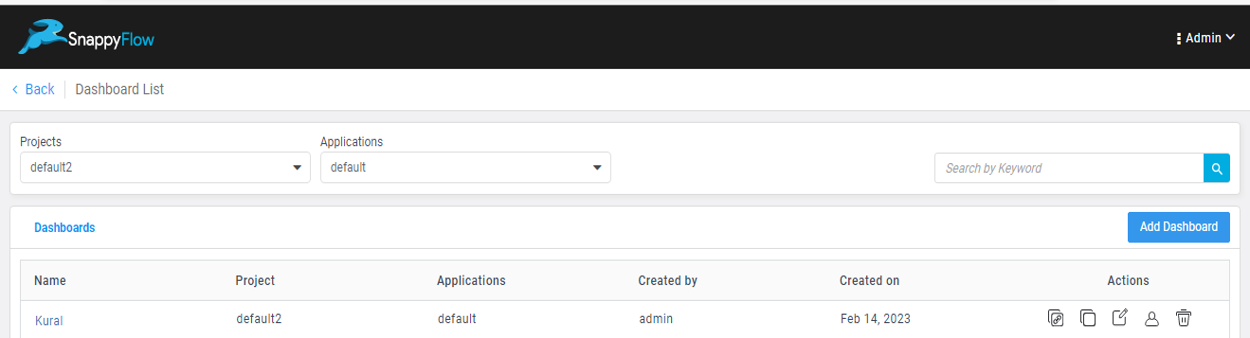 SnappyFlow
Admin
Back
Dashboard List
Projects
Applications
default2
default
Search by Keyword
Dashboards
Add Dashboard
Name Project Applications Created by Created on Actions
Kural default2 default admin Feb 14, 2023